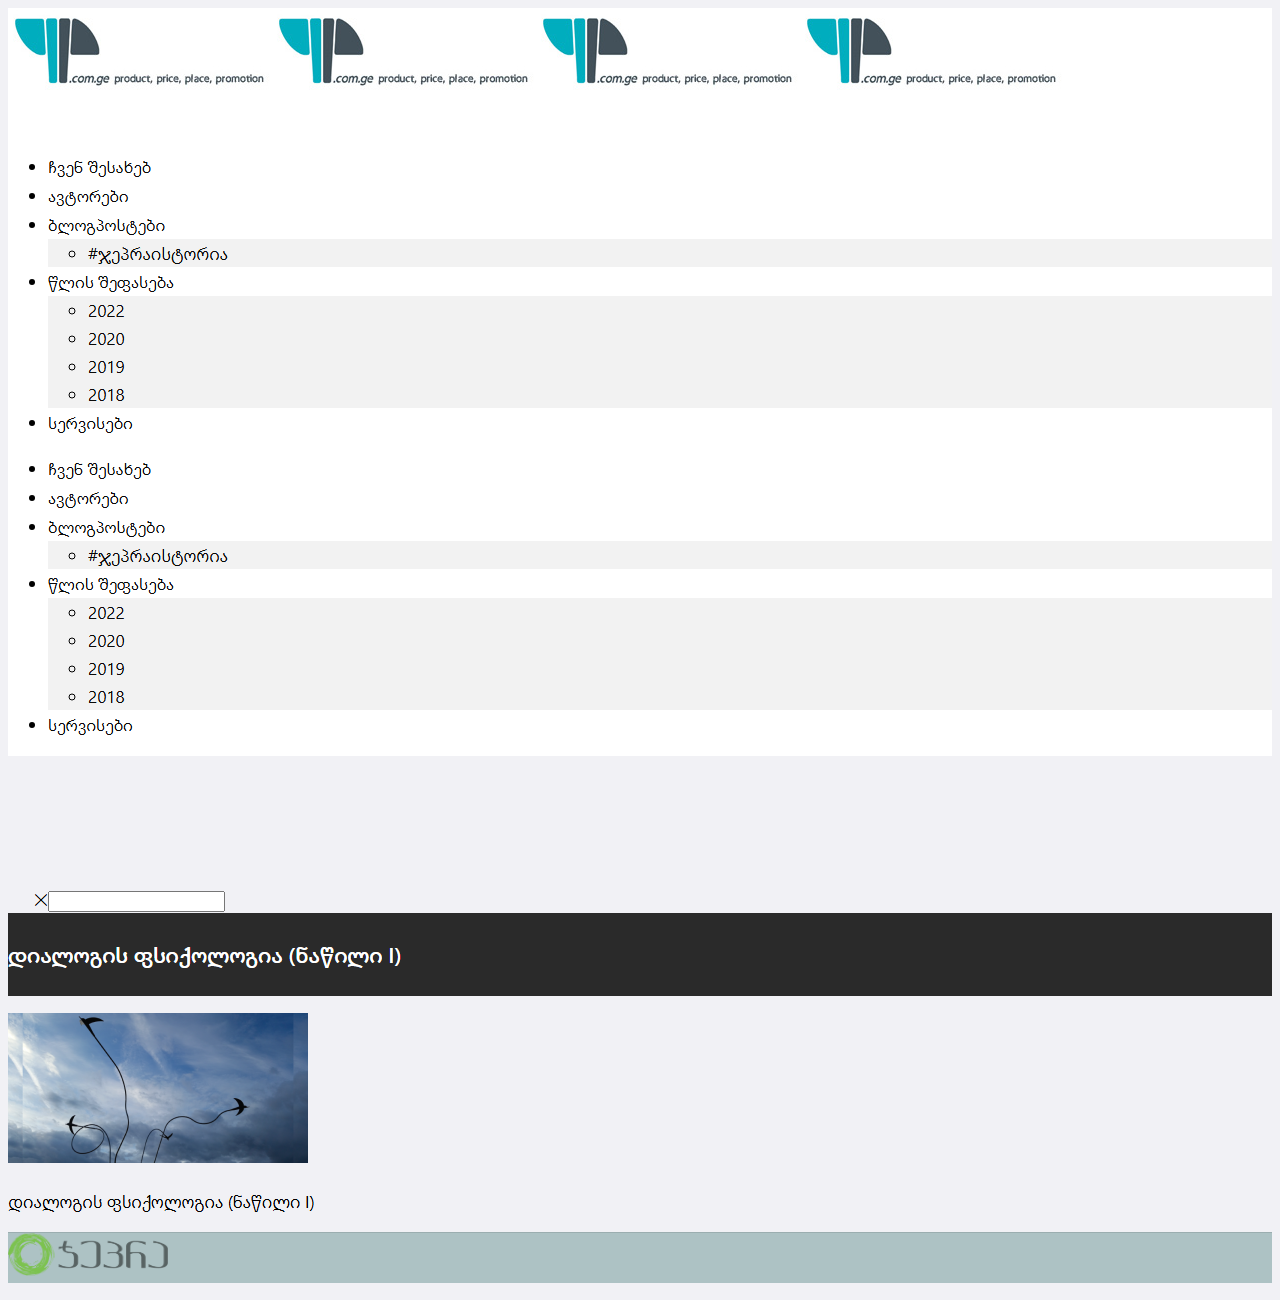 .com.ge product, price, place, promotion .com.ge product, price, place, promotion .com.ge product, price, place, promotion .com.ge product, price, place, promotion
ჩვენ შესახებ
ავტორები
ბლოგპოსტები
#ჯეპრაისტორია
წლის შეფასება
2022
2020
2019
2018
სერვისები
ჩვენ შესახებ
ავტორები
ბლოგპოსტები
#ჯეპრაისტორია
წლის შეფასება
2022
2020
2019
2018
სერვისები
დიალოგის ფსიქოლოგია (ნაწილი I)
დიალოგის ფსიქოლოგია (ნაწილი I)
ჯეპრა